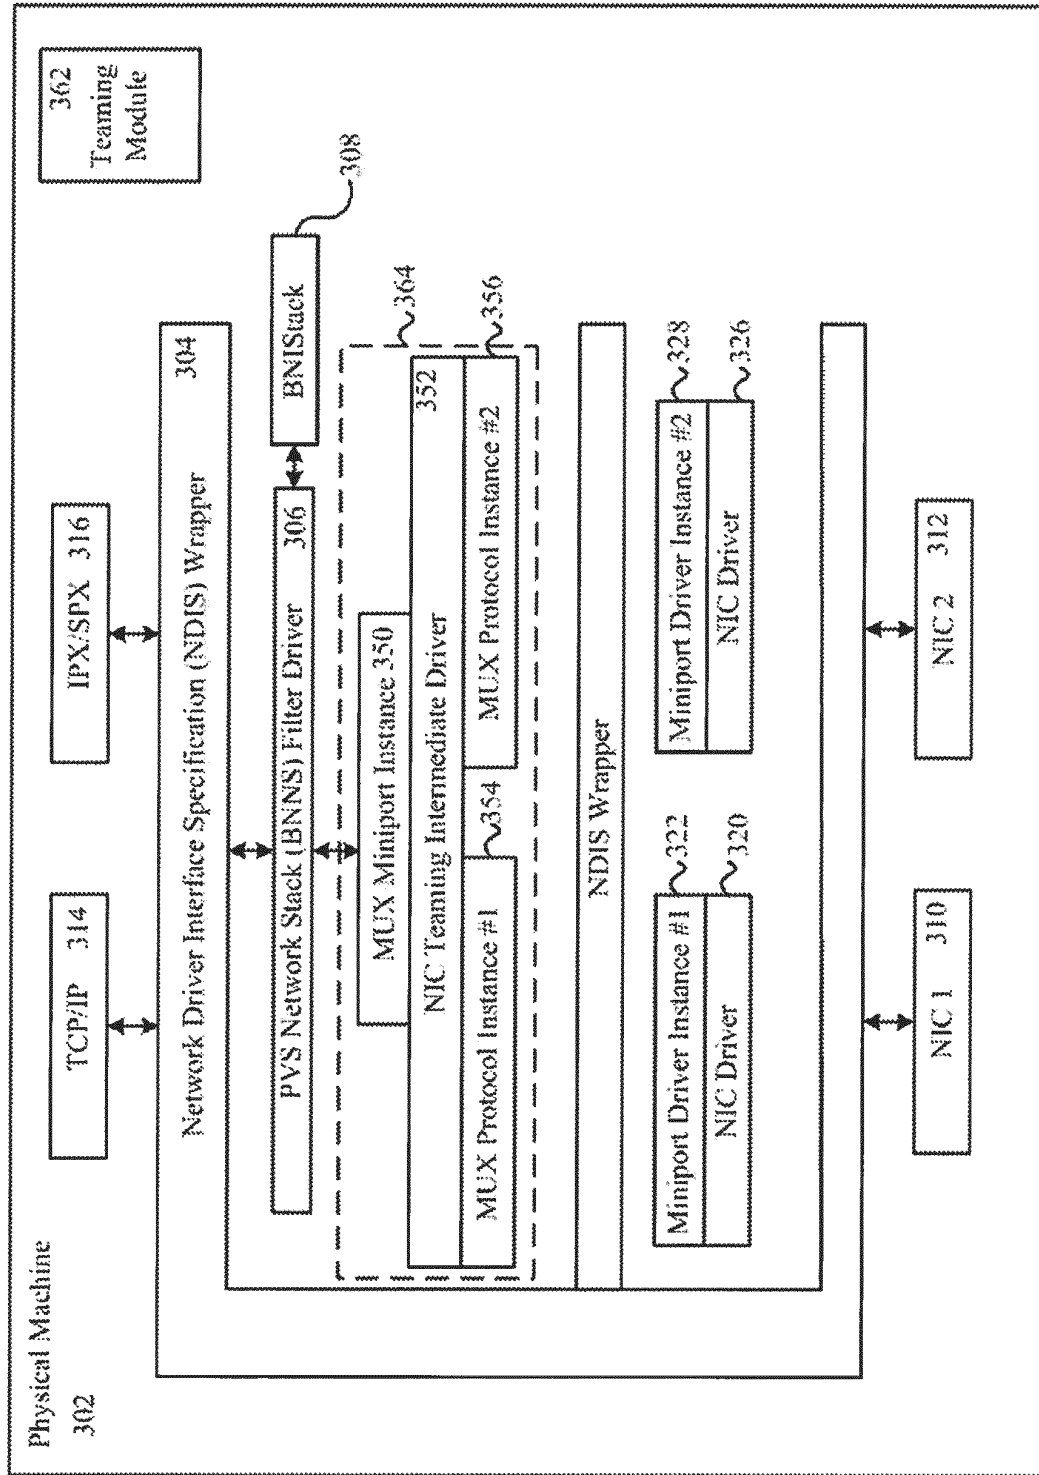 Physical Machine
302
362
Teaming
Module
TCP/IP 314
IPX/SPX 316
Network Driver Interface Specification (NDIS) Wrapper 304
PVS Network Stack (BNNS) Filter Driver 306
BNIStack
308
364
MUX Miniport Instance 350
NIC Teaming Intermediate Driver 352
MUX Protocol Instance #1
354
MUX Protocol Instance #2
356
NDIS Wrapper
Miniport Driver Instance #1
322
NIC Driver
320
Miniport Driver Instance #2
328
NIC Driver
326
NIC 1 310
NIC 2 312